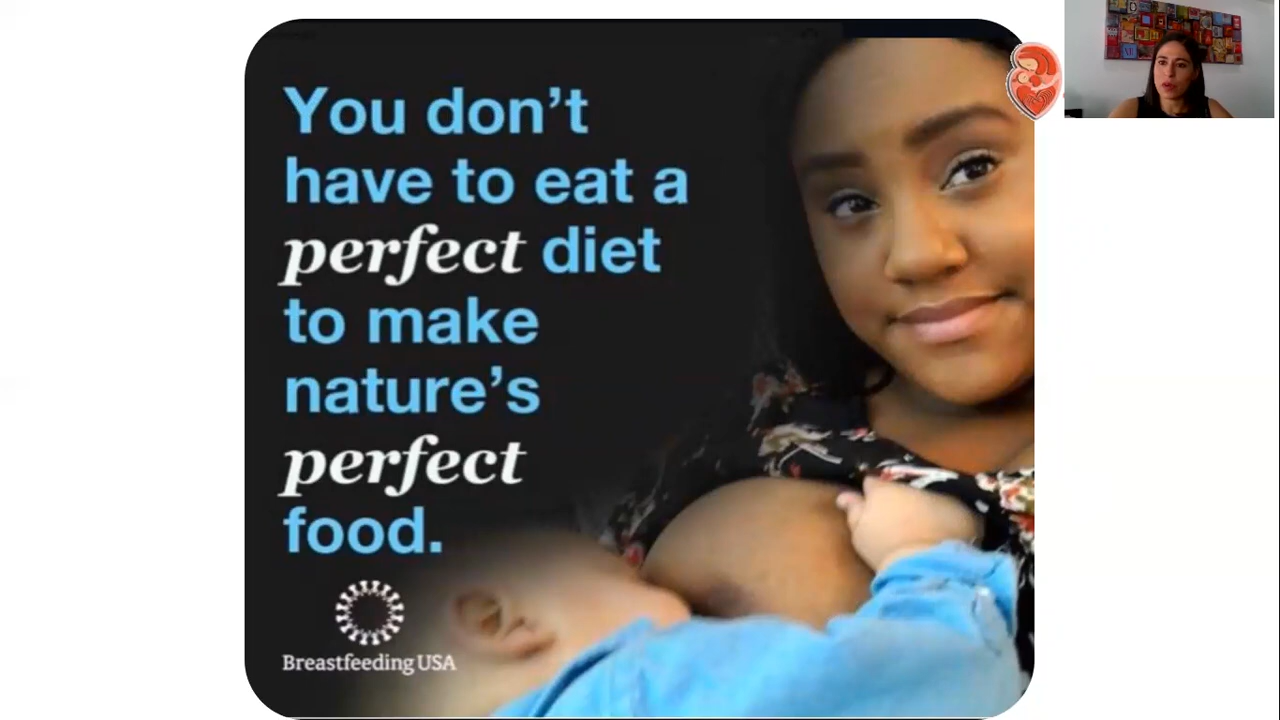 You don’t
have to eat a
perfect diet
to make
nature’s
perfect
food.
Breastfeeding USA